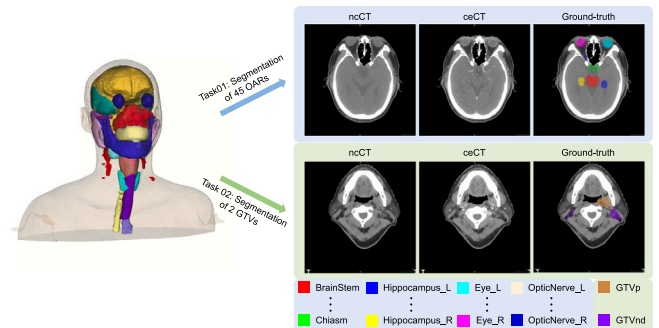 Task01: Segmentation
of 45 OARs
ncCT ceCT Ground-truth
Task 02: Segmentation
of 2 GTVs
ncCT ceCT Ground-truth
BrainStem Hippocampus_L Eye_L OpticNerve_L GTVp
Chiasm Hippocampus_R Eye_R OpticNerve_R GTVnd